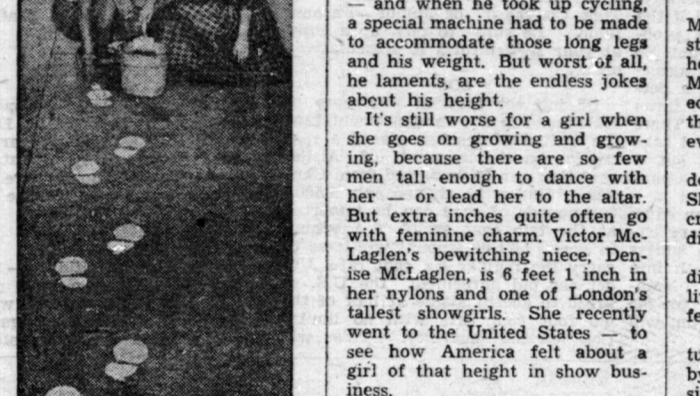 — and when he took up cycling,
a special machine had to be made
to accommodate those long legs
and his weight. But worst of all,
he laments, are the endless jokes
about his height.
It's still worse for a girl when
she goes on growing and grow-
ing, because there are so few
men tall enough to dance with
her — or lead her to the altar.
But extra inches quite often go
with feminine charm. Victor Mc-
Laglen's bewitching niece, Den-
ise McLaglen, is 6 feet 1 inch in
her nylons and one of London's
tallest showgirls. She recently
went to the United States — to
see how America felt about a
girl of that height in show bus-
iness.